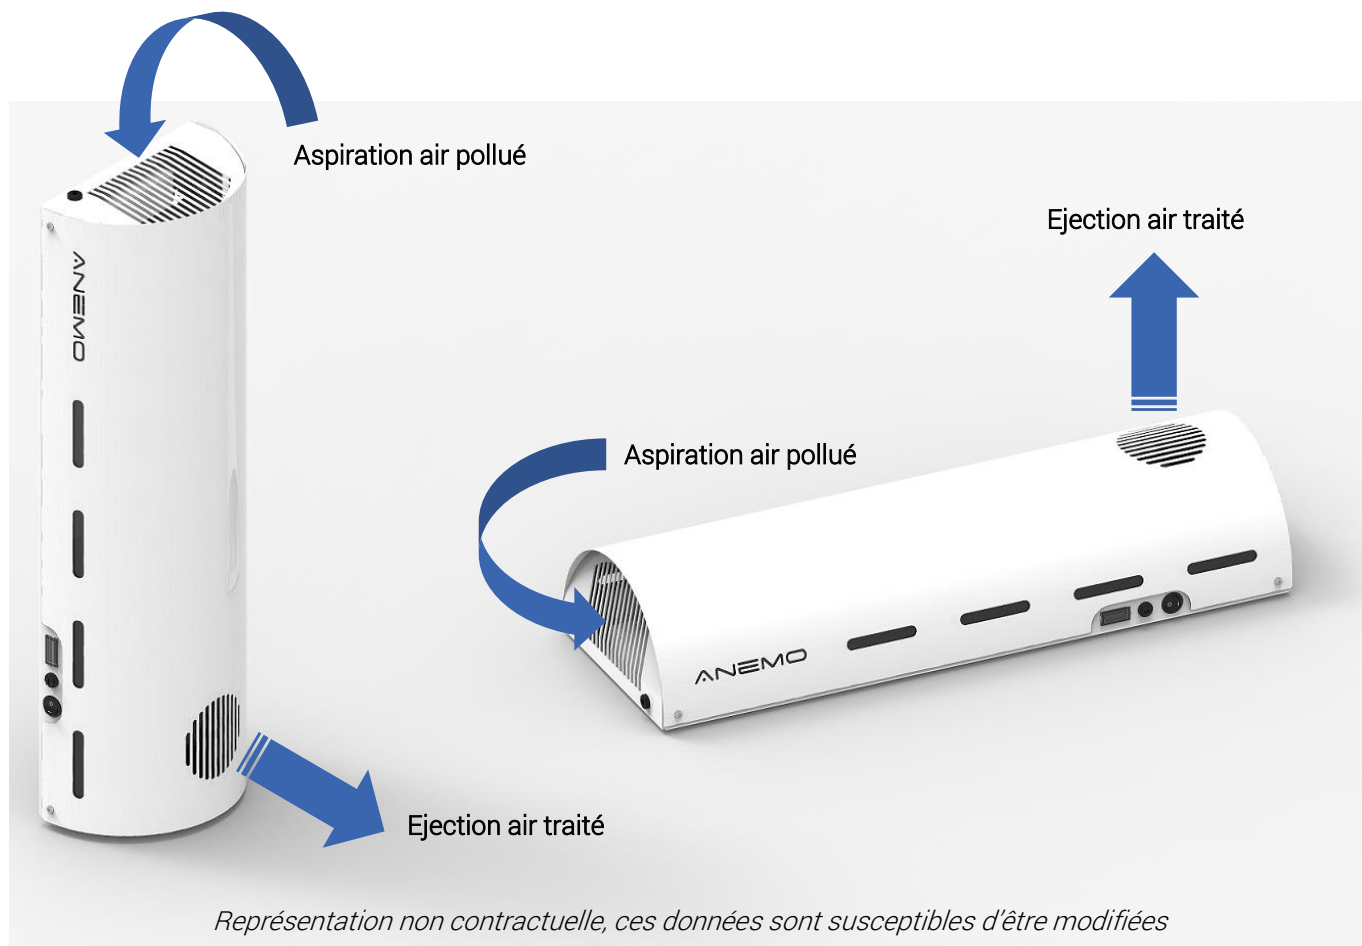 Aspiration air pollué
Ejection air traité
ANEMO
Aspiration air pollué
ANEMO
Ejection air traité
Représentation non contractuelle, ces données sont susceptibles d'être modifiées